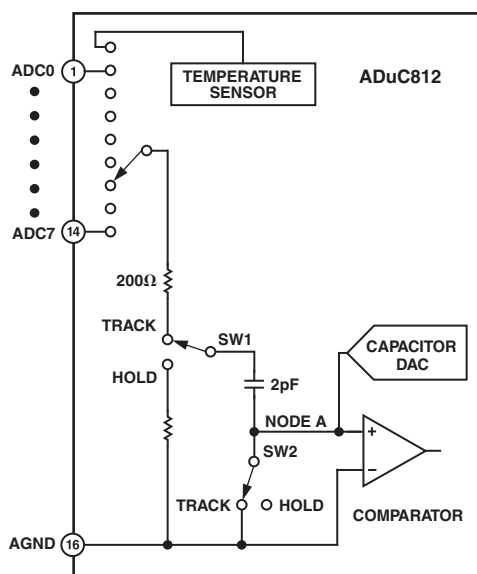 ADuC812
TEMPERATURE
SENSOR
ADC0
1
ADC7
14
200Ω
TRACK
SW1
HOLD
2pF
CAPACITOR
DAC
NODE A
+
–
SW2
TRACK
HOLD
COMPARATOR
AGND
16